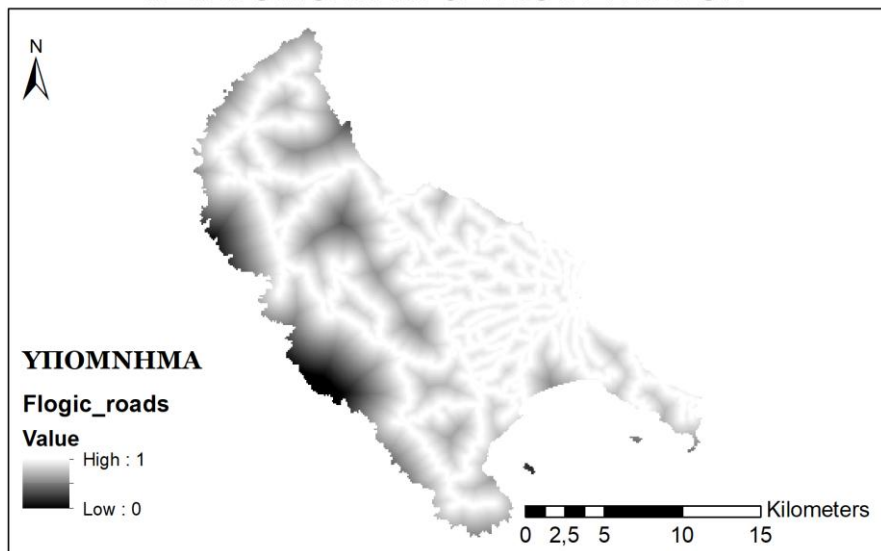 N
ΥΠΟΜΝΗΜΑ
Flogic_roads
Value
High : 1
Low : 0
Kilometers
0 2,5 5 10 15